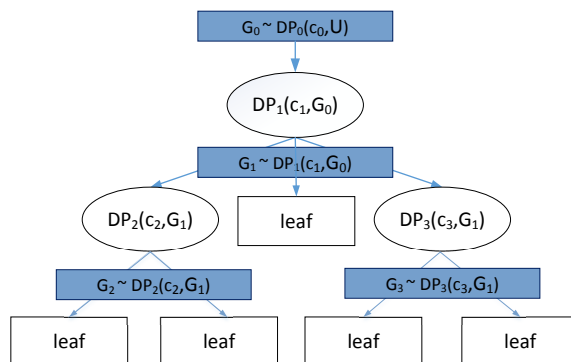 G₀ ~ DP₀(c₀,U)
DP₁(c₁,G₀)
G₁ ~ DP₁(c₁,G₀)
DP₂(c₂,G₁)
leaf
DP₃(c₃,G₁)
G₂ ~ DP₂(c₂,G₁)
G₃ ~ DP₃(c₃,G₁)
leaf
leaf
leaf
leaf